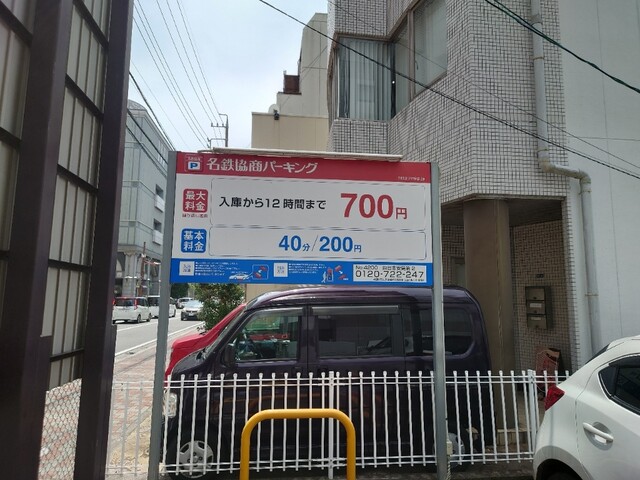 P 名鉄協商パーキング
最大料金
入庫から12時間まで 700円
基本料金
40分/200円
0120-722-247